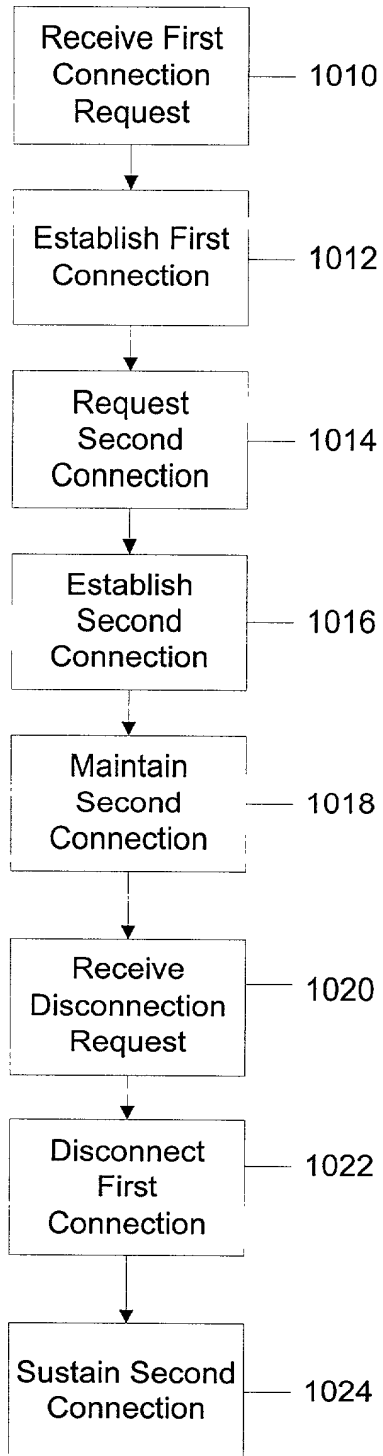 Receive First
Connection
Request
1010
Establish First
Connection
1012
Request
Second
Connection
1014
Establish
Second
Connection
1016
Maintain
Second
Connection
1018
Receive
Disconnection
Request
1020
Disconnect
First
Connection
1022
Sustain Second
Connection
1024